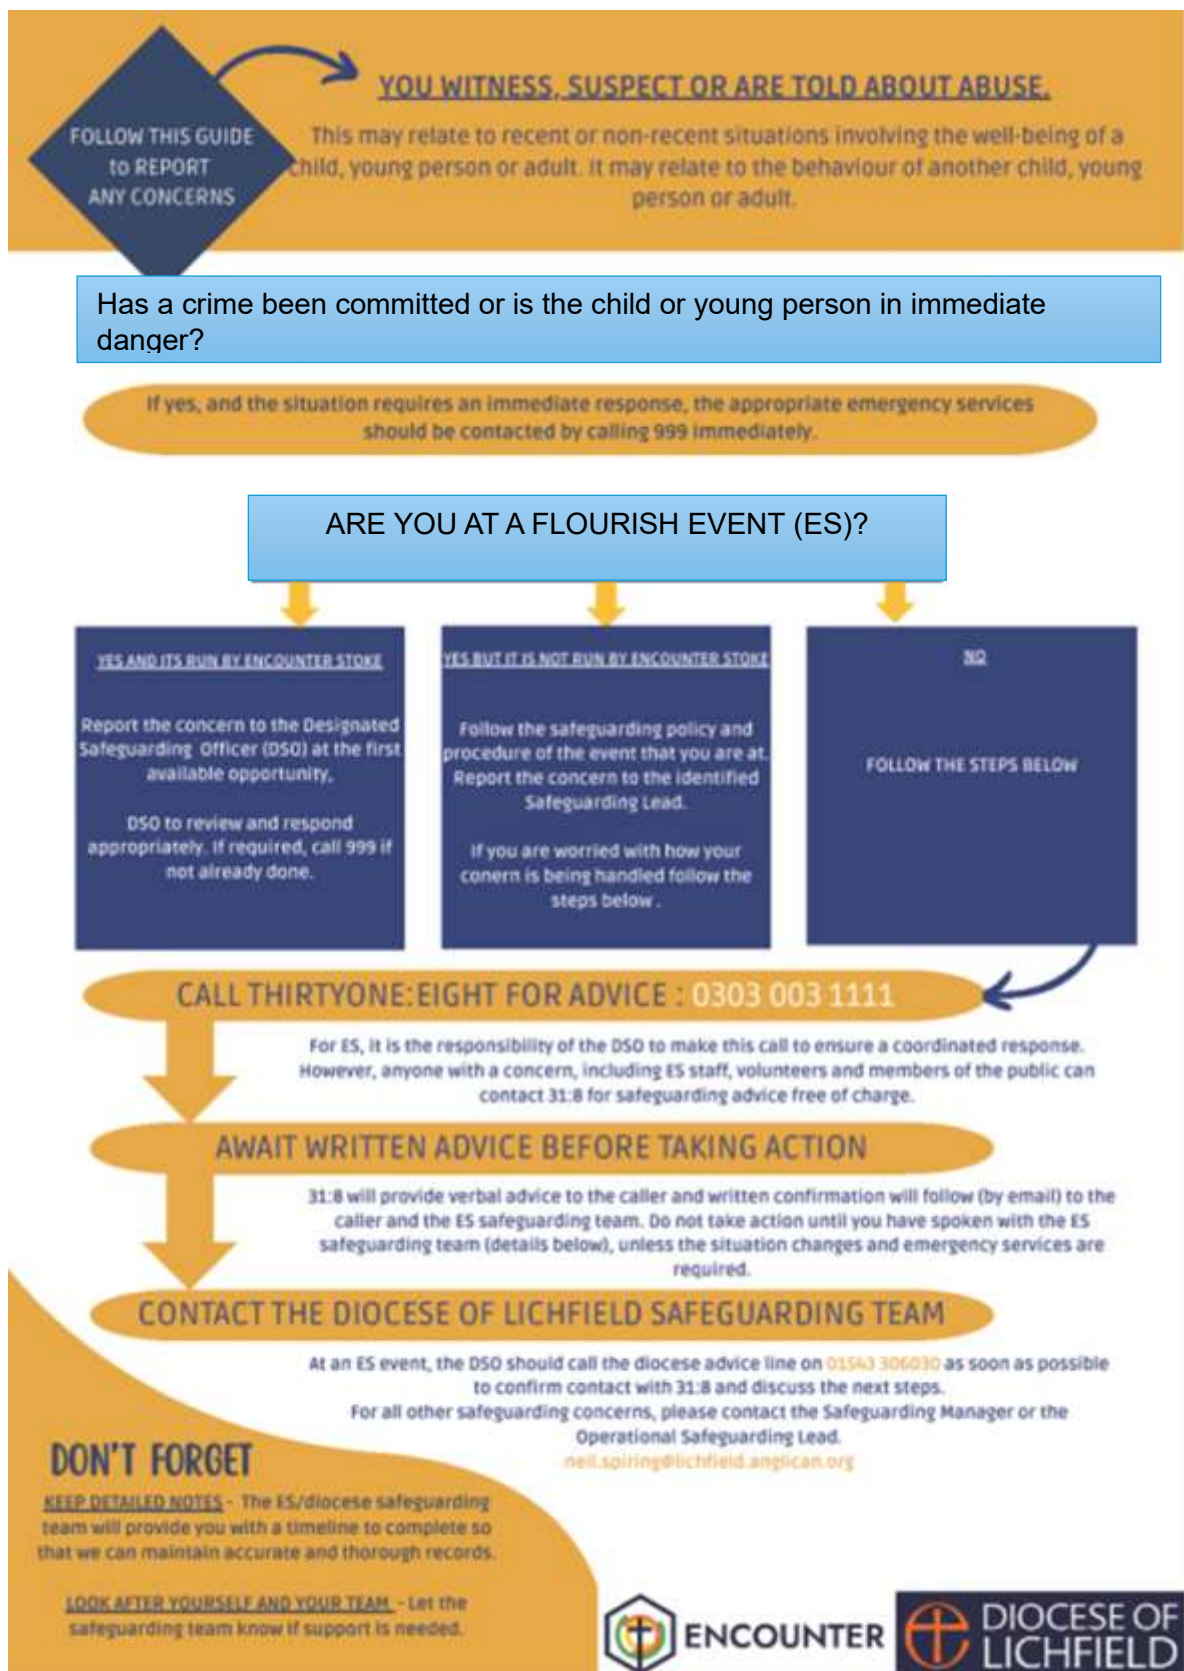 FOLLOW THIS GUIDE
to REPORT
ANY CONCERNS
YOU WITNESS, SUSPECT OR ARE TOLD ABOUT ABUSE.
This may relate to recent or non-recent situations involving the well-being of a
child, young person or adult. It may relate to the behaviour of another child, young
person or adult.
Has a crime been committed or is the child or young person in immediate
danger?
If yes, and the situation requires an immediate response, the appropriate emergency services
should be contacted by calling 999 immediately.
ARE YOU AT A FLOURISH EVENT (ES)?
YES AND ITS RUN BY ENCOUNTER STOKE
Report the concern to the Designated
Safeguarding Officer (DSO) at the first
available opportunity.
DSO to review and respond
appropriately. If required, call 999 if
not already done.
YES BUT IT IS NOT RUN BY ENCOUNTER STOKE
Follow the safeguarding policy and
procedure of the event that you are at.
Report the concern to the identified
Safeguarding Lead.
If you are worried with how your
conern is being handled follow the
steps below .
NO
FOLLOW THE STEPS BELOW
CALL THIRTYONE:EIGHT FOR ADVICE : 0303 003 1111
For ES, it is the responsibility of the DSO to make this call to ensure a coordinated response.
However, anyone with a concern, including ES staff, volunteers and members of the public can
contact 31:8 for safeguarding advice free of charge.
AWAIT WRITTEN ADVICE BEFORE TAKING ACTION
31:8 will provide verbal advice to the caller and written confirmation will follow (by email) to the
caller and the ES safeguarding team. Do not take action until you have spoken with the ES
safeguarding team (details below), unless the situation changes and emergency services are
required.
CONTACT THE DIOCESE OF LICHFIELD SAFEGUARDING TEAM
At an ES event, the DSO should call the diocese advice line on 01543 306030 as soon as possible
to confirm contact with 31:8 and discuss the next steps.
For all other safeguarding concerns, please contact the Safeguarding Manager or the
Operational Safeguarding Lead.
neil.spiring@lichfield.anglican.org
DON'T FORGET
KEEP DETAILED NOTES - The ES/diocese safeguarding
team will provide you with a timeline to complete so
that we can maintain accurate and thorough records.
LOOK AFTER YOURSELF AND YOUR TEAM - Let the
safeguarding team know if support is needed.
ENCOUNTER
DIOCESE OF
LICHFIELD